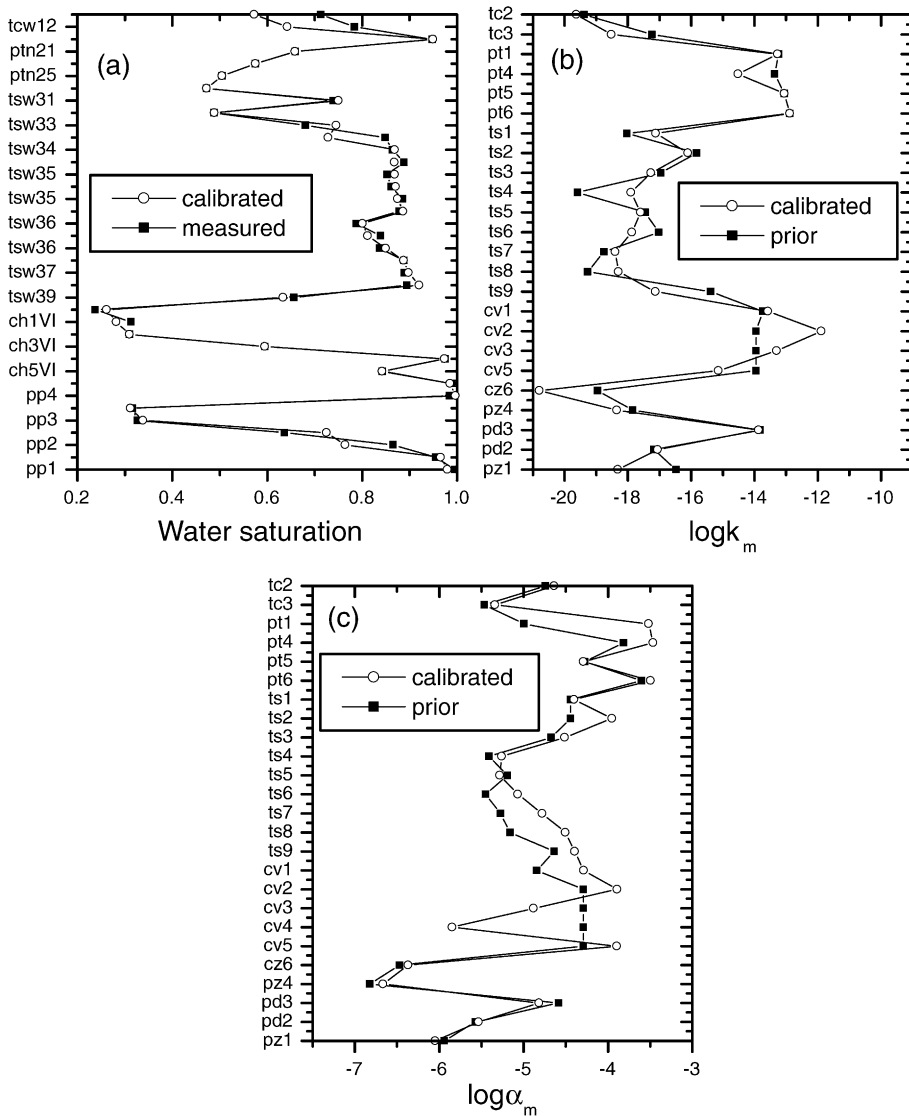 tcw12
ptn21
ptn25
tsw31
tsw33
tsw34
tsw35
tsw35
tsw36
tsw36
tsw37
tsw39
ch1VI
ch3VI
ch5VI
pp4
pp3
pp2
pp1
(a)
calibrated
measured
0.2 0.4 0.6 0.8 1.0
Water saturation
tc2
tc3
pt1
pt4
pt5
pt6
ts1
ts2
ts3
ts4
ts5
ts6
ts7
ts8
ts9
cv1
cv2
cv3
cv5
cz6
pz4
pd3
pd2
pz1
(b)
calibrated
prior
-20 -18 -16 -14 -12 -10
logk m
tc2
tc3
pt1
pt4
pt5
pt6
ts1
ts2
ts3
ts4
ts5
ts6
ts7
ts8
ts9
cv1
cv2
cv3
cv4
cv5
cz6
pz4
pd3
pd2
pz1
(c)
calibrated
prior
-7 -6 -5 -4 -3
logαm